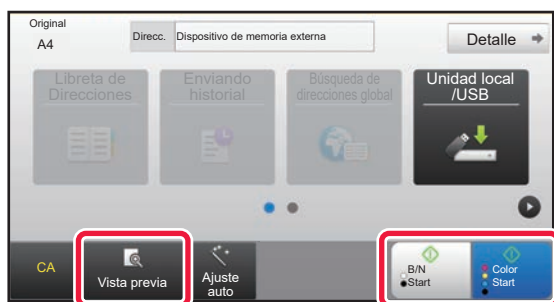 Original
A4
Direcc. Dispositivo de memoria externa
Detalle
Libreta de
Direcciones
Enviando
historial
Búsqueda de
direcciones global
Unidad local
/USB
CA
Vista previa
Ajuste
auto
B/N
Start
Color
Start